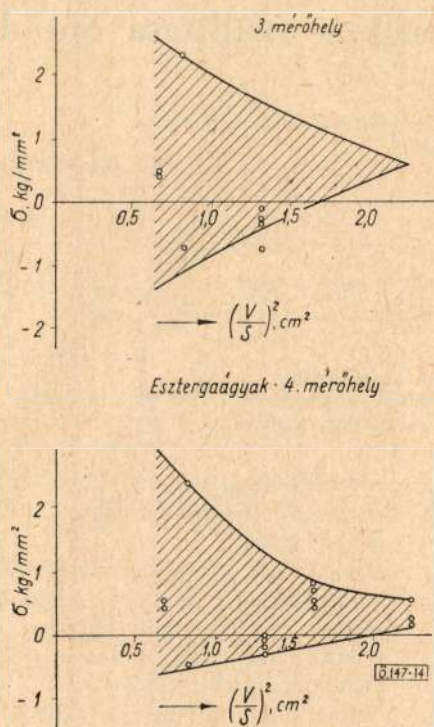 3. mérőhely
2
1
0
-1
-2
σ, kg/mm²
0,5 1,0 1,5 2,0
(V/S)², cm²
Esztergaágyak · 4. mérőhely
2
1
0
-1
σ, kg/mm²
0,5 1,0 1,5 2,0
Ö.147-14
(V/S)², cm²